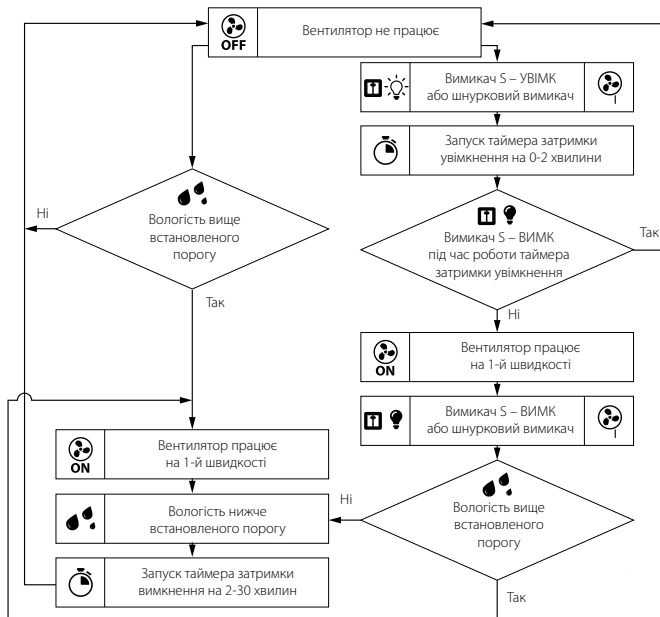 OFF
Вентилятор не працює
Вимикач S – УВІМК
або шнурковий вимикач
Запуск таймера затримки
увімкнення на 0-2 хвилини
Ні
Вологість вище
встановленого
порогу
Так
Вимикач S – ВИМК
під час роботи таймера
затримки увімкнення
Так
Ні
ON
Вентилятор працює
на 1-й швидкості
Вимикач S – ВИМК
або шнурковий вимикач
ON
Вентилятор працює
на 1-й швидкості
Вологість нижче
встановленого порогу
Ні
Вологість вище
встановленого
порогу
Запуск таймера затримки
вимкнення на 2-30 хвилин
Так